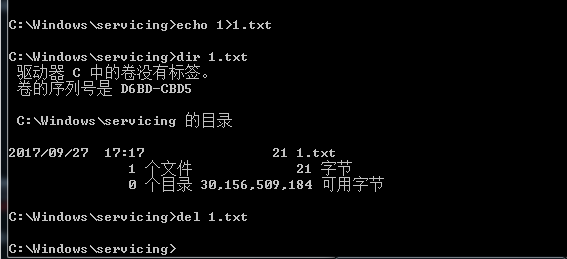 C:\Windows\servicing>echo 1>1.txt
C:\Windows\servicing>dir 1.txt
驱动器 C 中的卷没有标签。
卷的序列号是 D6BD-CBD5
C:\Windows\servicing 的目录
2017/09/27  17:17                21 1.txt
1 个文件             21 字节
0 个目录 30,156,509,184 可用字节
C:\Windows\servicing>del 1.txt
C:\Windows\servicing>